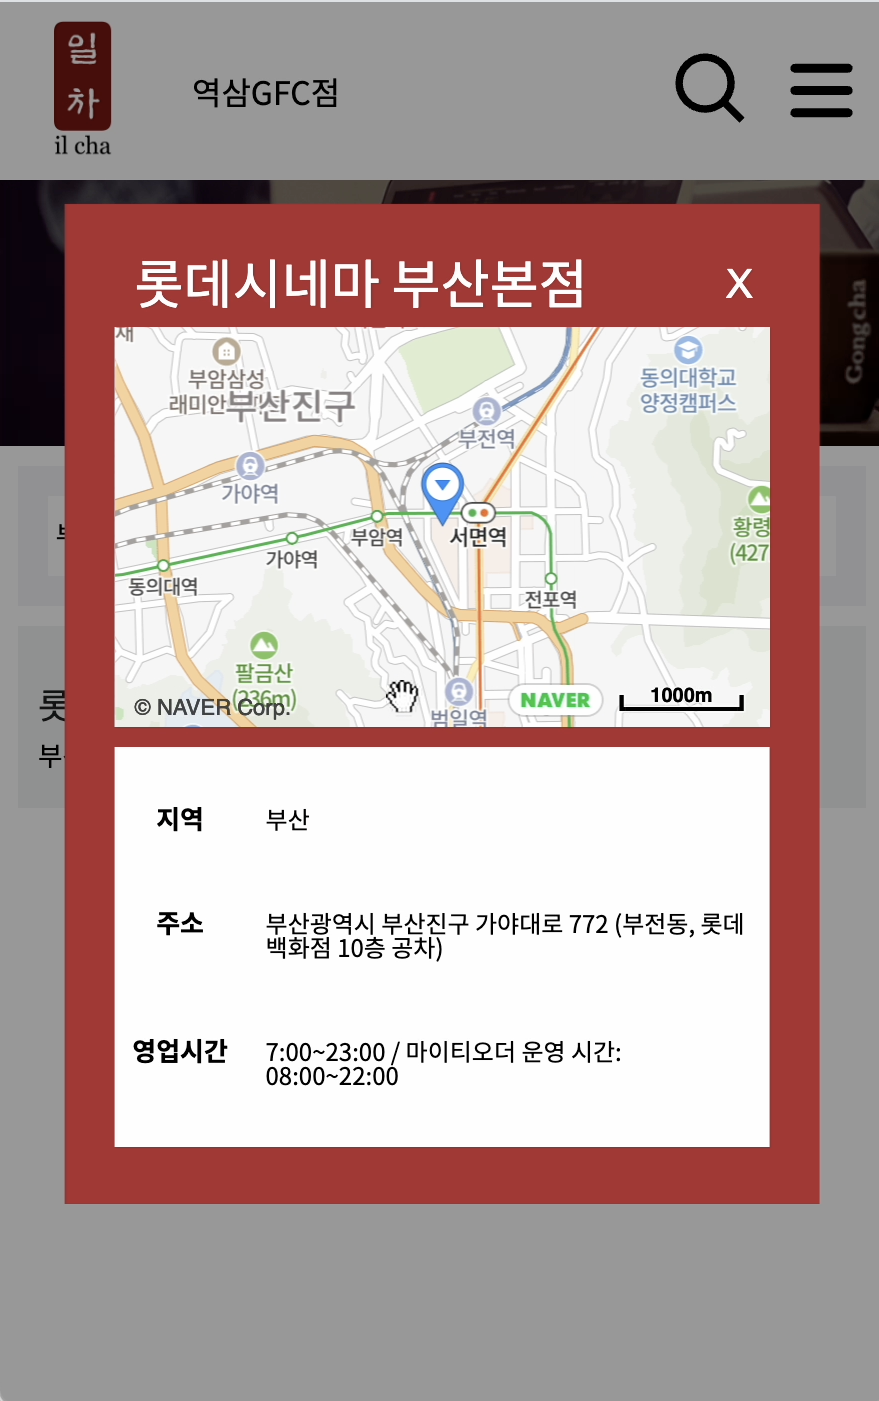 일
차
il cha
역삼GFC점
Gong cha
롯데시네마 부산본점
X
재
부암삼성
래미안
부산진구
동의대학교
양정캠퍼스
부전역
가야역
부암역
서면역
가야역
동의대역
전포역
황령
(427
팔금산
(236m)
© NAVER Corp.
범일역
NAVER
1000m
롯
부
지역
부산
주소
부산광역시 부산진구 가야대로 772 (부전동, 롯데
백화점 10층 공차)
영업시간
7:00~23:00 / 마이티오더 운영 시간:
08:00~22:00